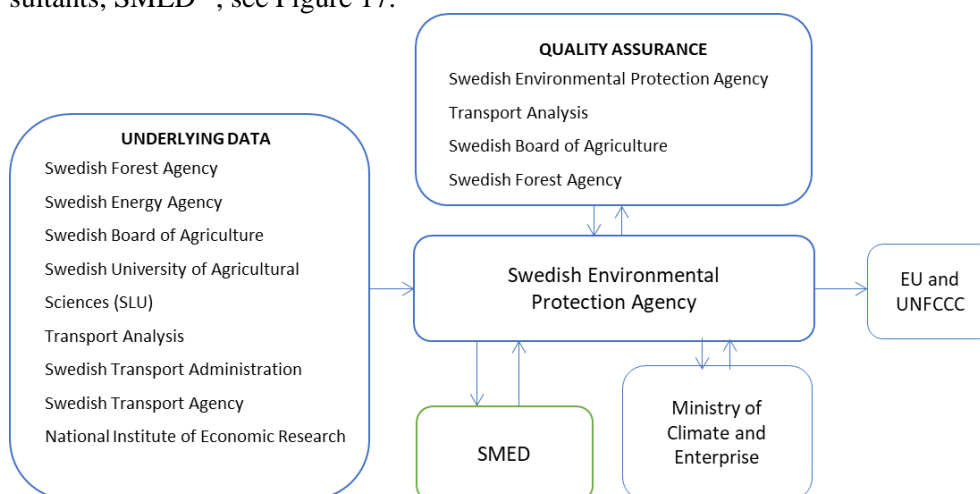 sultants, SMED , see Figure 17.
QUALITY ASSURANCE
Swedish Environmental Protection Agency
Transport Analysis
Swedish Board of Agriculture
Swedish Forest Agency
UNDERLYING DATA
Swedish Forest Agency
Swedish Energy Agency
Swedish Board of Agriculture
Swedish University of Agricultural
Sciences (SLU)
Transport Analysis
Swedish Transport Administration
Swedish Transport Agency
National Institute of Economic Research
Swedish Environmental
Protection Agency
EU and
UNFCCC
SMED
Ministry of
Climate and
Enterprise